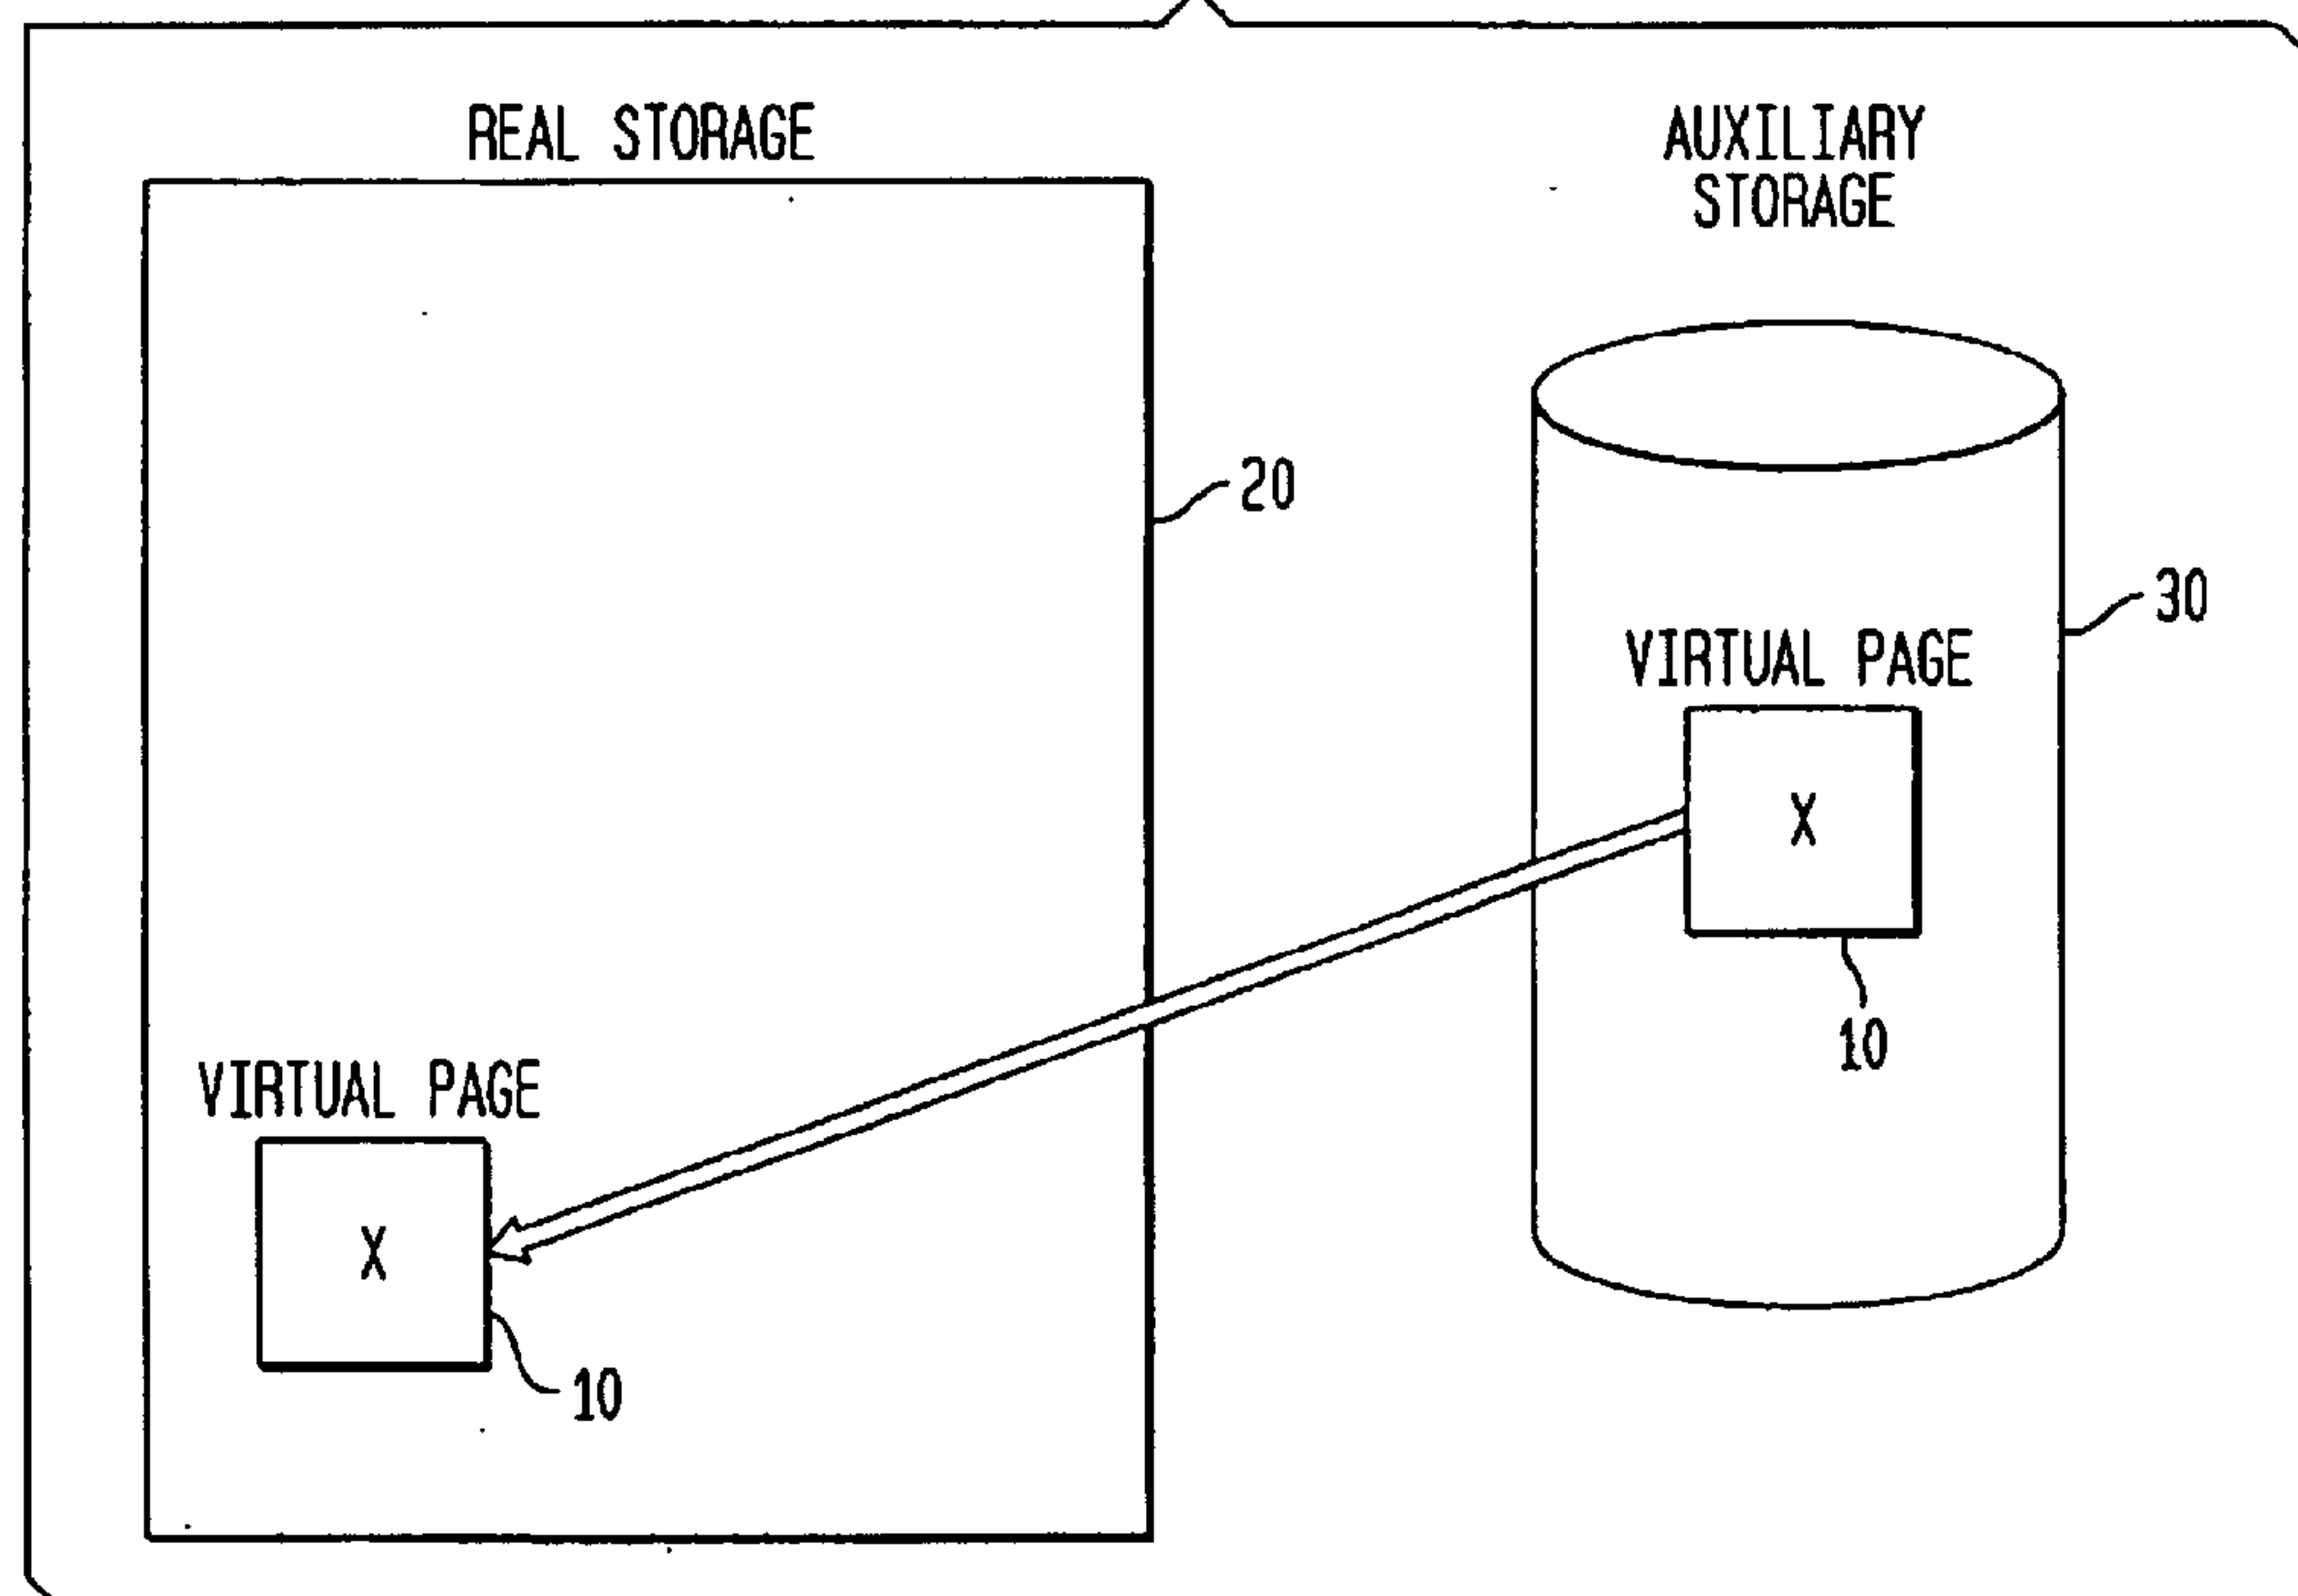 REAL STORAGE
AUXILIARY
STORAGE
20
30
VIRTUAL PAGE
X
10
VIRTUAL PAGE
X
10